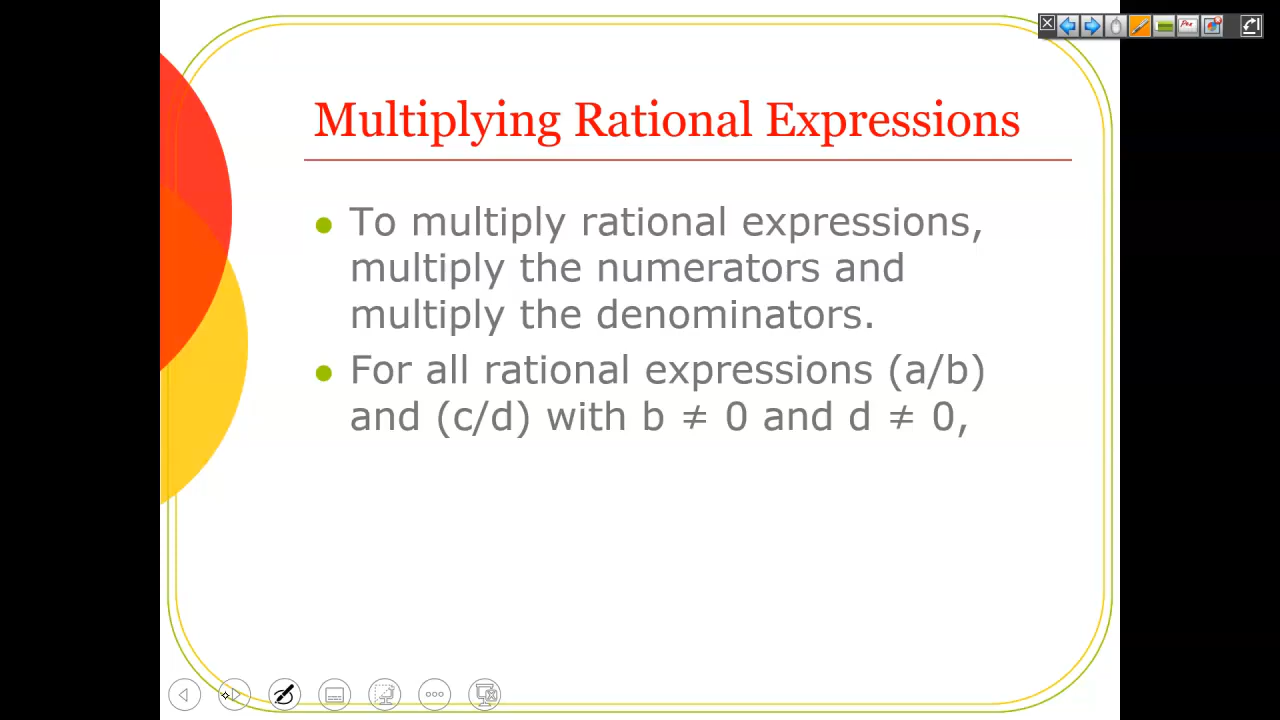 Multiplying Rational Expressions
To multiply rational expressions,
multiply the numerators and
multiply the denominators.
For all rational expressions (a/b)
and (c/d) with b ≠ 0 and d ≠ 0,